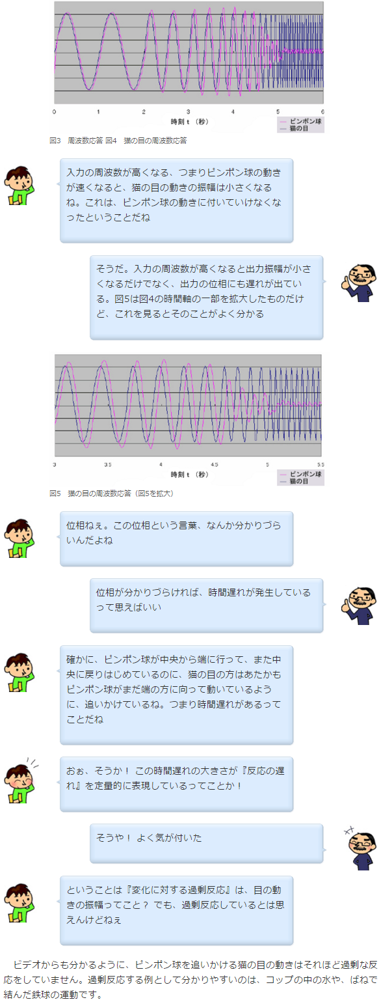 0 1 2 3 4 5 6
時刻 t （秒）
ピンポン球
猫の目
図3　周波数応答 図4　猫の目の周波数応答
入力の周波数が高くなる、つまりピンポン球の動き
が速くなると、猫の目の動きの振幅は小さくなる
ね。これは、ピンポン球の動きに付いていけなくな
ったということだね
そうだ。入力の周波数が高くなると出力振幅が小さ
くなるだけでなく、出力の位相にも遅れが出てい
る。図5は図4の時間軸の一部を拡大したものだけ
ど、これを見るとそのことがよく分かる
3 3.5 4 4.5 5 5.5
時刻 t （秒）
ピンポン球
猫の目
図5　猫の目の周波数応答（図5を拡大）
位相ねぇ。この位相という言葉、なんか分かりづら
いんだよね
位相が分かりづらければ、時間遅れが発生している
って思えばいい
確かに、ピンポン球が中央から端に行って、また中
央に戻りはじめているのに、猫の目の方はあたかも
ピンポン球がまだ端の方に向って動いているよう
に、追いかけているね。つまり時間遅れがあるって
ことだね
おぉ、そうか！ この時間遅れの大きさが『反応の遅
れ』を定量的に表現しているってことか！
そうや！ よく気が付いた
ということは『変化に対する過剰反応』は、目の動
きの振幅ってこと？ でも、過剰反応しているとは思
えんけどねぇ
　ビデオからも分かるように、ピンポン球を追いかける猫の目の動きはそれほど過剰な反
応をしていません。過剰反応する例として分かりやすいのは、コップの中の水や、ばねで
結んだ鉄球の運動です。